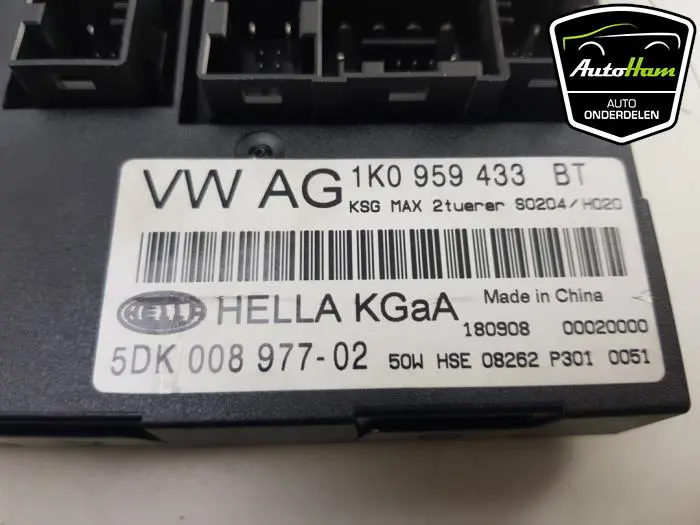 AutoHam
AUTO
ONDERDELEN
VW AG
1K0 959 433 BT
KSG MAX 2tuerer S0204/H020
HELLA
HELLA KGaA
Made in China
180908 00020000
5DK 008 977-02
50W HSE 08262 P301 0051